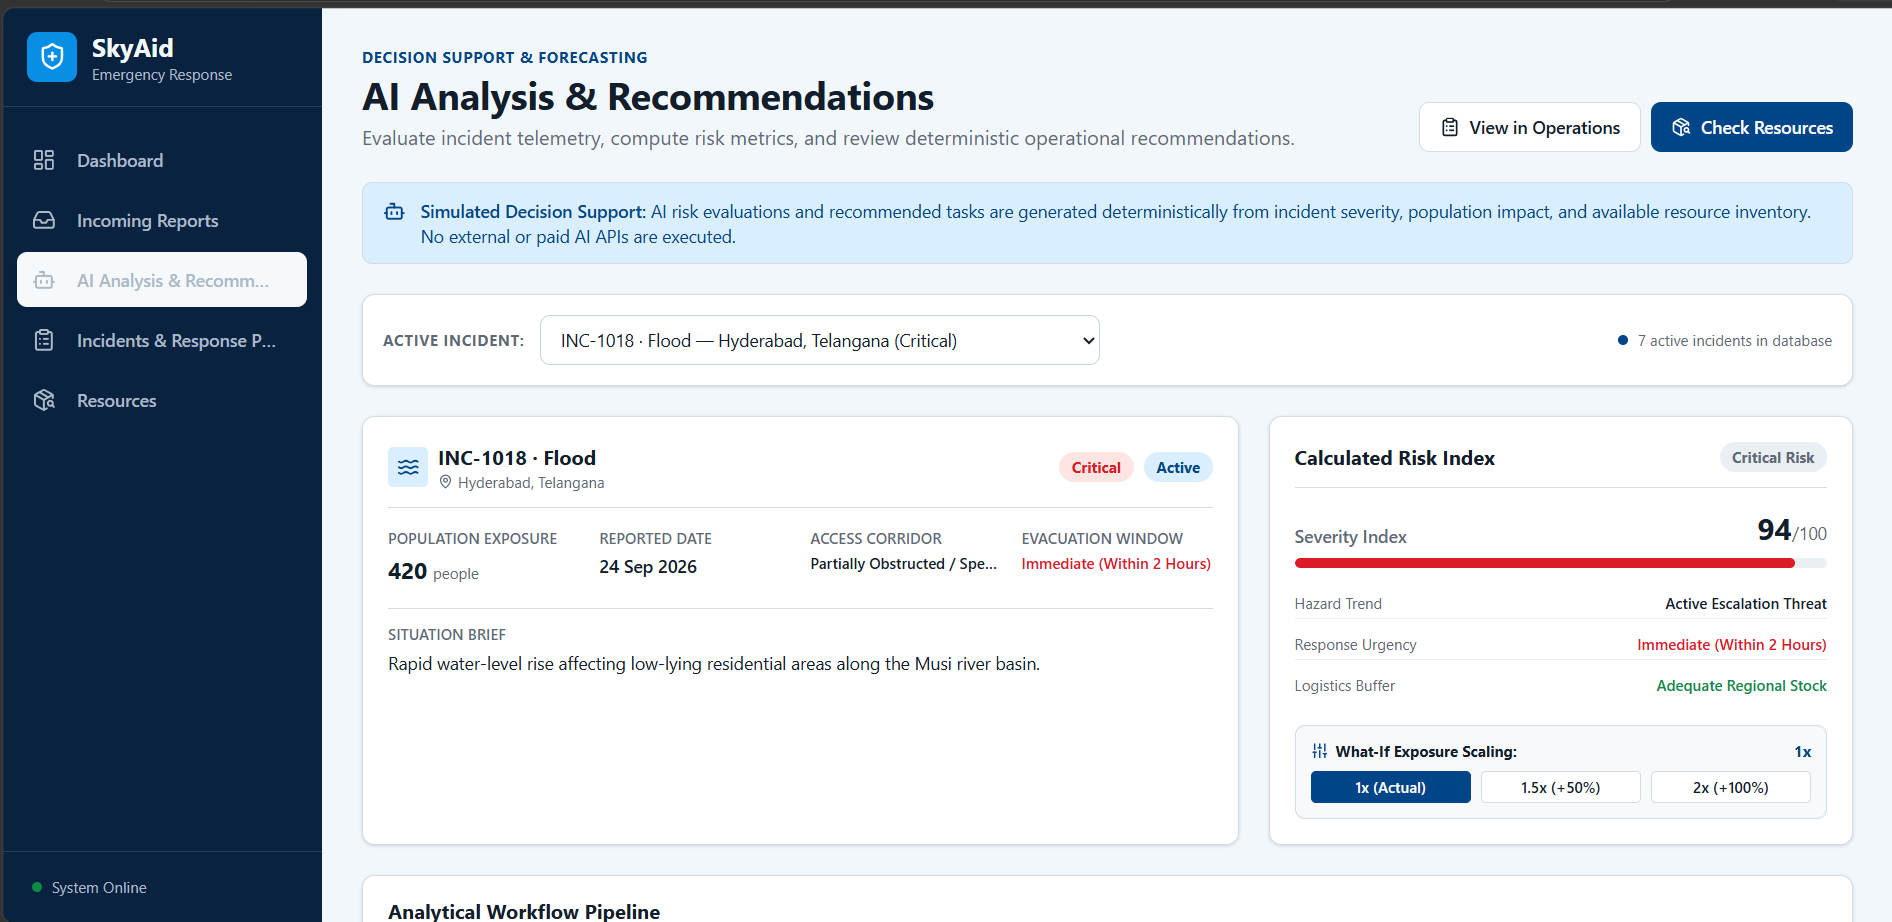 SkyAid
Emergency Response
Dashboard
Incoming Reports
AI Analysis & Recomm...
Incidents & Response P...
Resources
System Online
DECISION SUPPORT & FORECASTING
AI Analysis & Recommendations
Evaluate incident telemetry, compute risk metrics, and review deterministic operational recommendations.
View in Operations
Check Resources
Simulated Decision Support: AI risk evaluations and recommended tasks are generated deterministically from incident severity, population impact, and available resource inventory.
No external or paid AI APIs are executed.
ACTIVE INCIDENT:
INC-1018 · Flood — Hyderabad, Telangana (Critical)
7 active incidents in database
INC-1018 · Flood
Hyderabad, Telangana
Critical
Active
POPULATION EXPOSURE
420 people
REPORTED DATE
24 Sep 2026
ACCESS CORRIDOR
Partially Obstructed / Spe...
EVACUATION WINDOW
Immediate (Within 2 Hours)
SITUATION BRIEF
Rapid water-level rise affecting low-lying residential areas along the Musi river basin.
Calculated Risk Index
Critical Risk
Severity Index
94/100
Hazard Trend
Active Escalation Threat
Response Urgency
Immediate (Within 2 Hours)
Logistics Buffer
Adequate Regional Stock
What-If Exposure Scaling:
1x
1x (Actual)
1.5x (+50%)
2x (+100%)
Analytical Workflow Pipeline